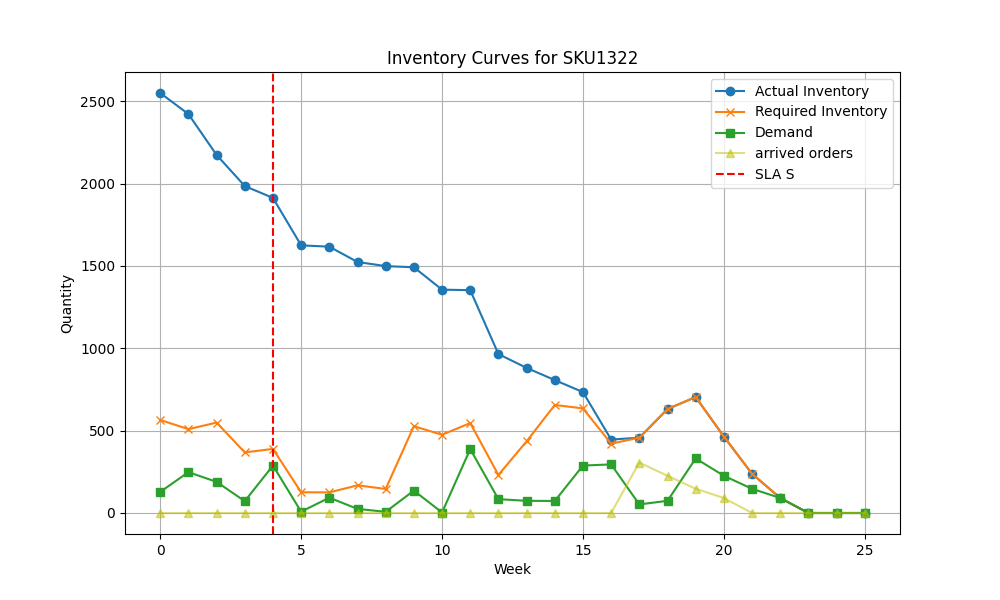 Inventory Curves for SKU1322
Actual Inventory
Required Inventory
Demand
arrived orders
SLA S
Quantity
2500
2000
1500
1000
500
0
0 5 10 15 20 25
Week